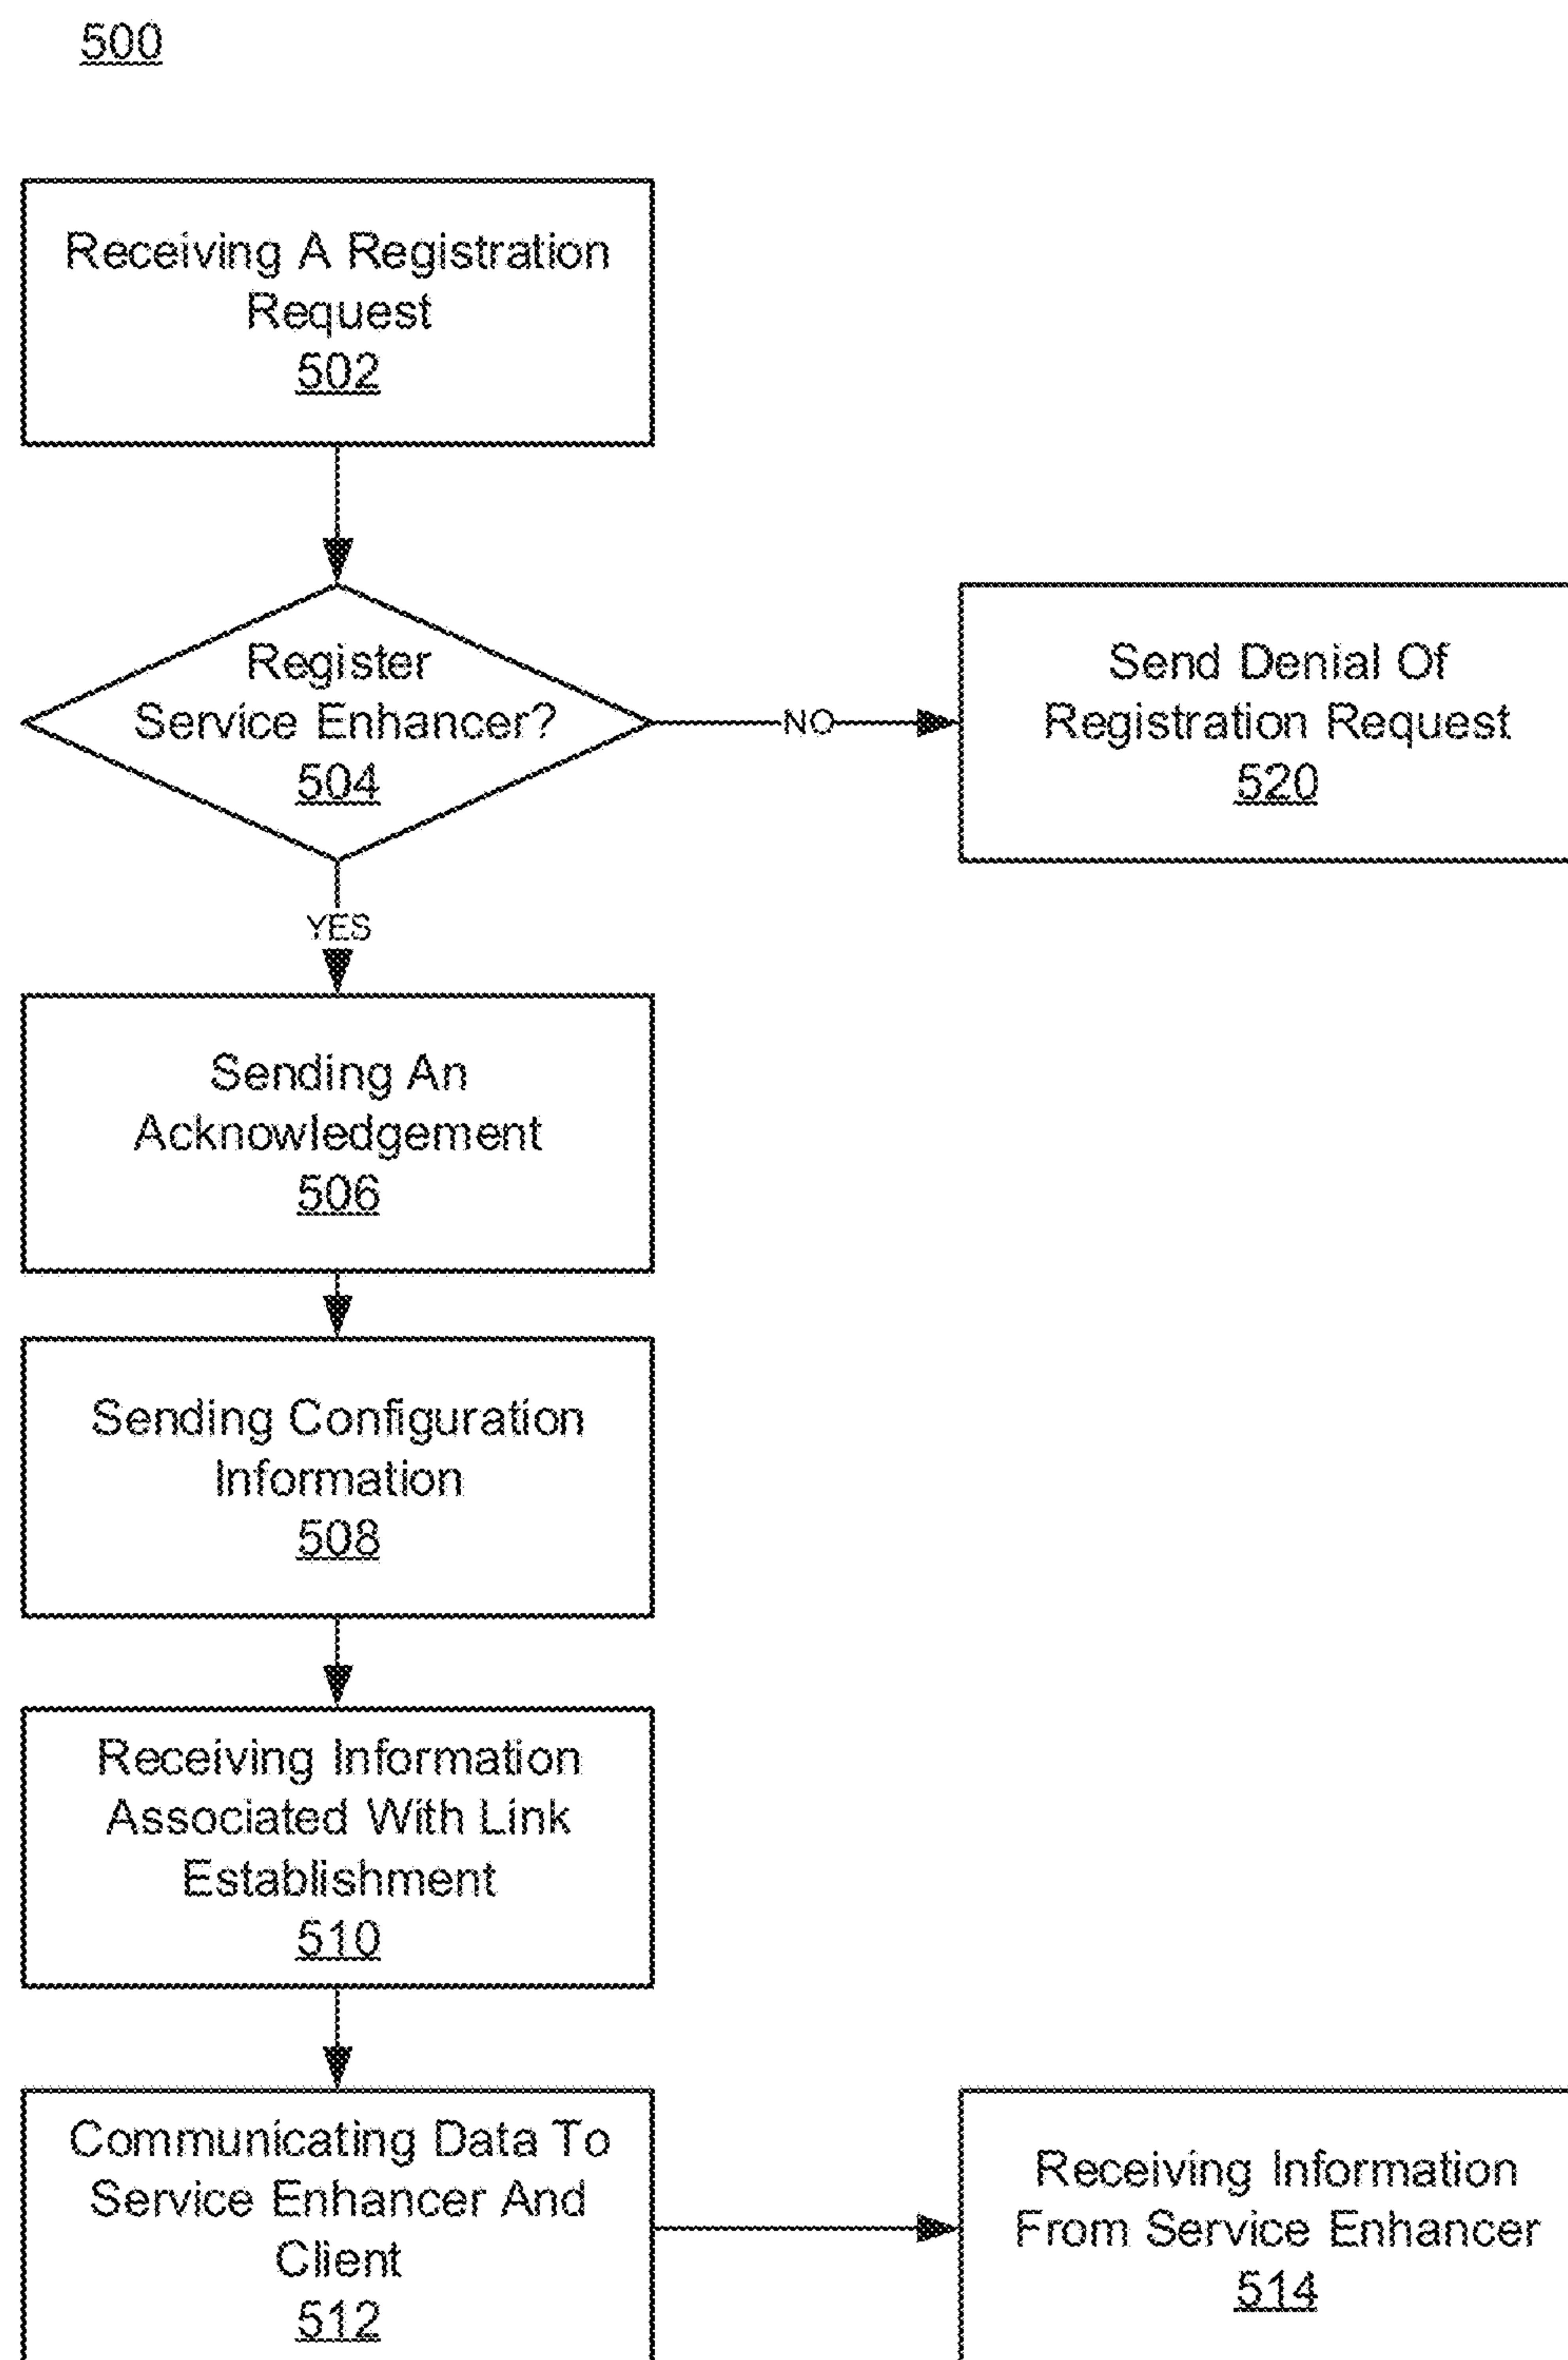 500
Receiving A Registration
Request
502
Register
Service Enhancer?
504
NO
Send Denial Of
Registration Request
520
YES
Sending An
Acknowledgement
506
Sending Configuration
Information
508
Receiving Information
Associated With Link
Establishment
510
Communicating Data To
Service Enhancer And
Client
512
Receiving Information
From Service Enhancer
514